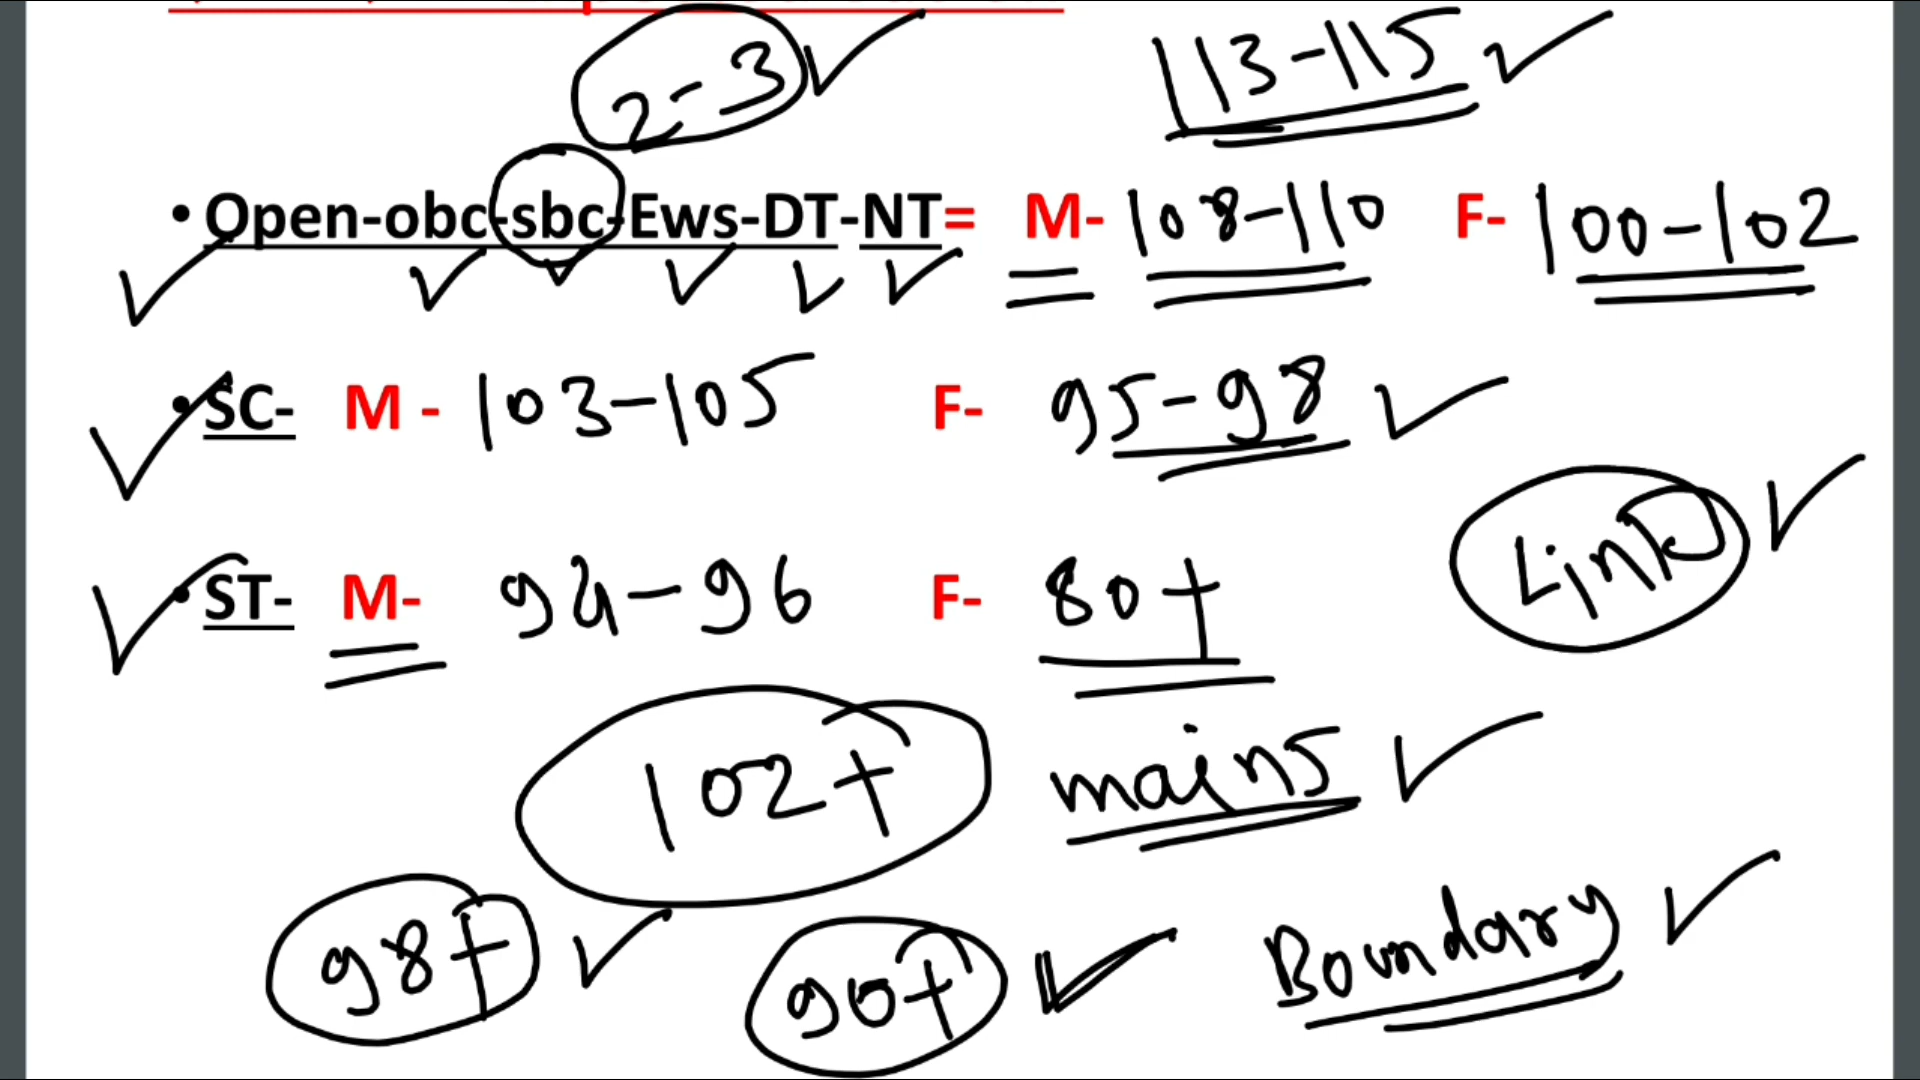 2-3 113-115
• Open-obc-sbc-Ews-DT-NT= M- 108-110 F- 100-102
• SC- M - 103-105 F- 95-98
Link
• ST- M- 94-96 F- 80+
102+ mains
98+ 90+ Boundary